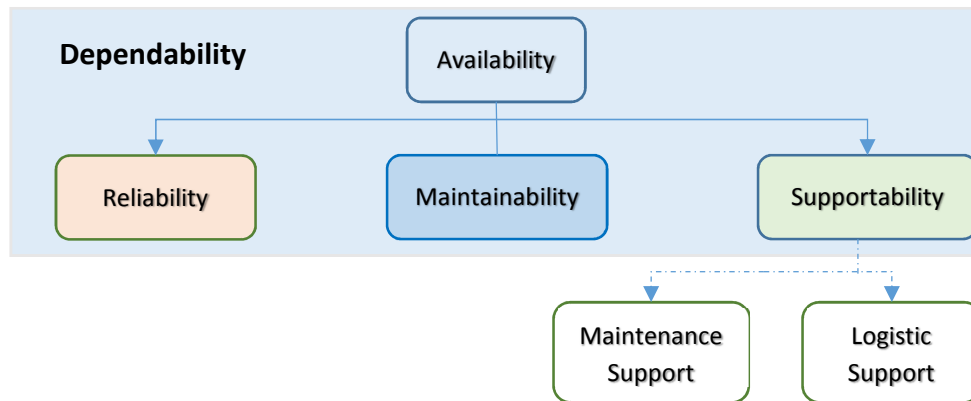 Dependability
Availability
Reliability
Maintainability
Supportability
Maintenance
Support
Logistic
Support